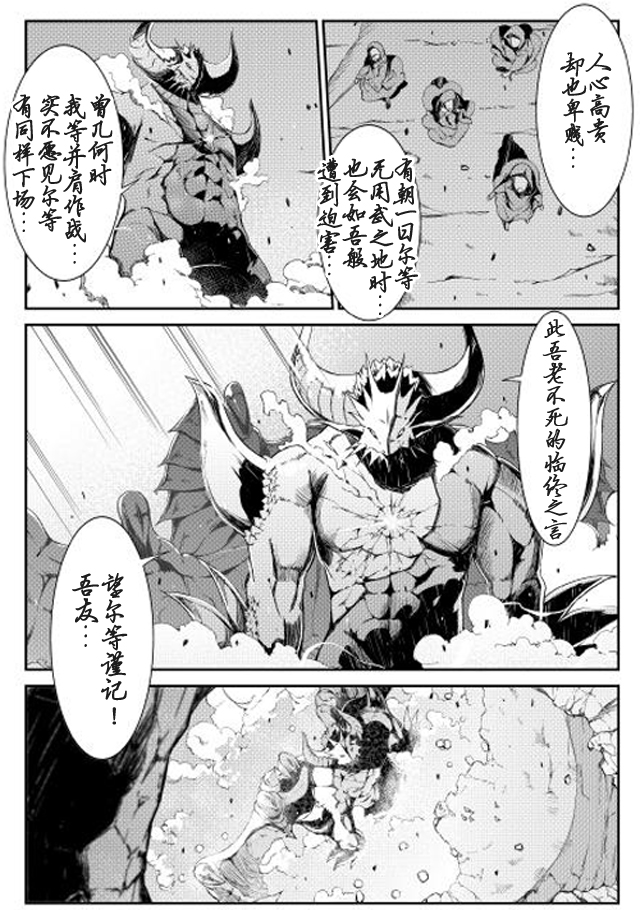 人心高贵
却也卑贱…
有朝一日尔等
无用武之地时…
也会如吾般
遭到迫害…
曾几何时
我等并肩作战…
实不愿见尔等
有同样下场…
此吾老不死的临终之言
望尔等谨记！
吾友…